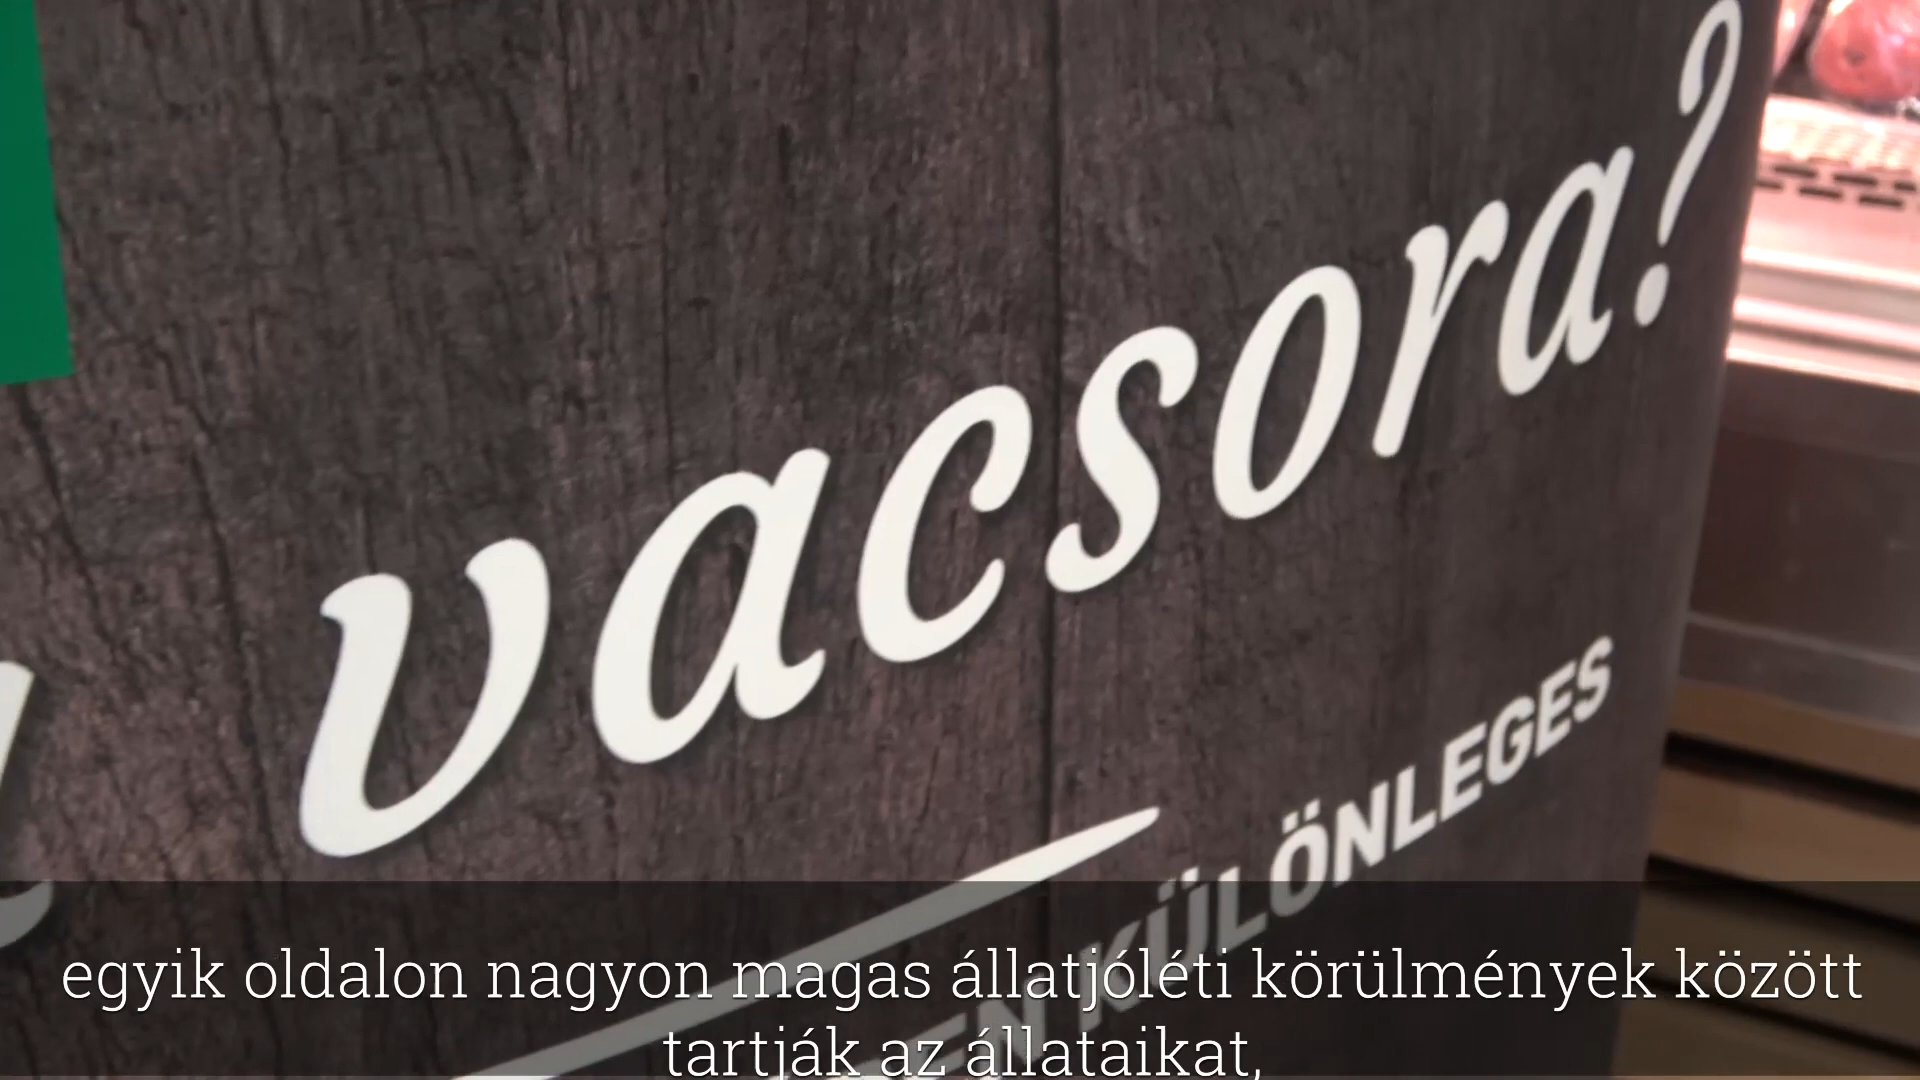 vacsora?
KÜLÖNLEGES
egyik oldalon nagyon magas állatjóléti körülmények között
tartják az állataikat,